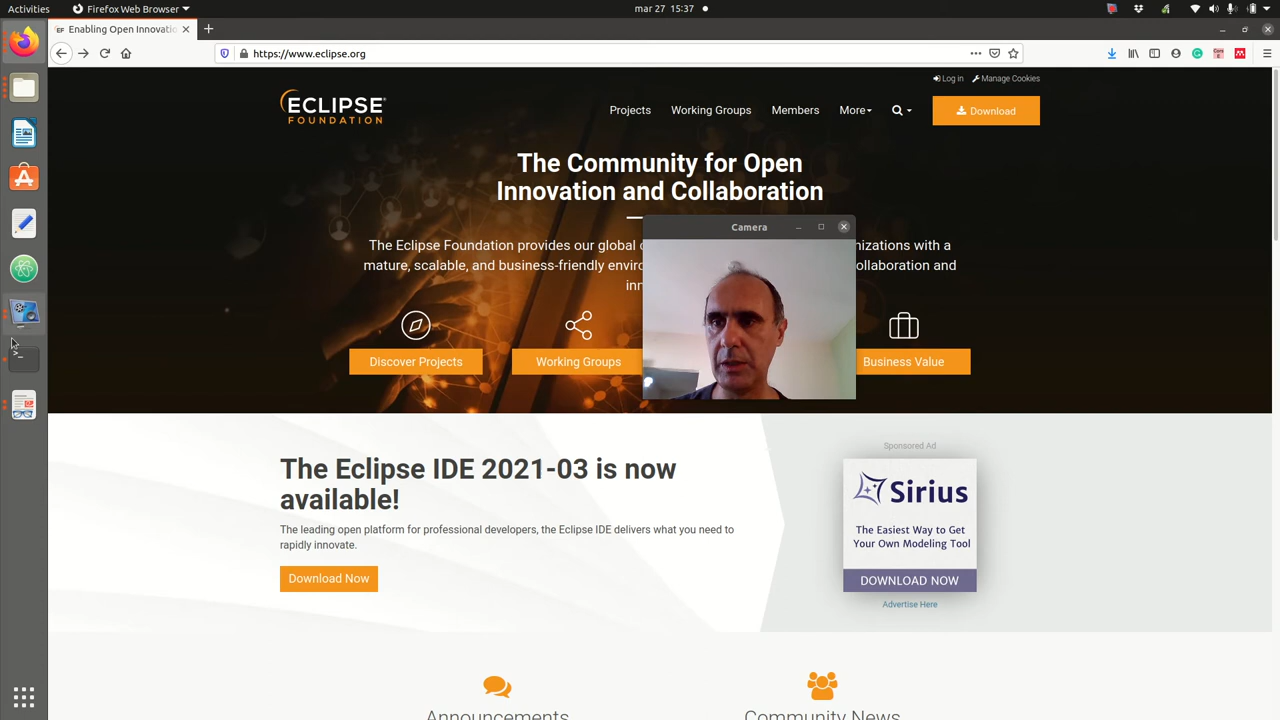 Activities
Firefox Web Browser
mar 27 15:37
EF Enabling Open Innovatio
https://www.eclipse.org
Log in
Manage Cookies
ECLIPSE
FOUNDATION
Projects
Working Groups
Members
More
Download
The Community for Open
Innovation and Collaboration
Camera
The Eclipse Foundation provides our global
with a
mature, scalable, and business-friendly
and
Discover Projects
Working Groups
Business Value
The Eclipse IDE 2021-03 is now
available!
The leading open platform for professional developers, the Eclipse IDE delivers what you need to
rapidly innovate.
Download Now
Sponsored Ad
Sirius
The Easiest Way to Get
Your Own Modeling Tool
DOWNLOAD NOW
Advertise Here
Announcements
Community News